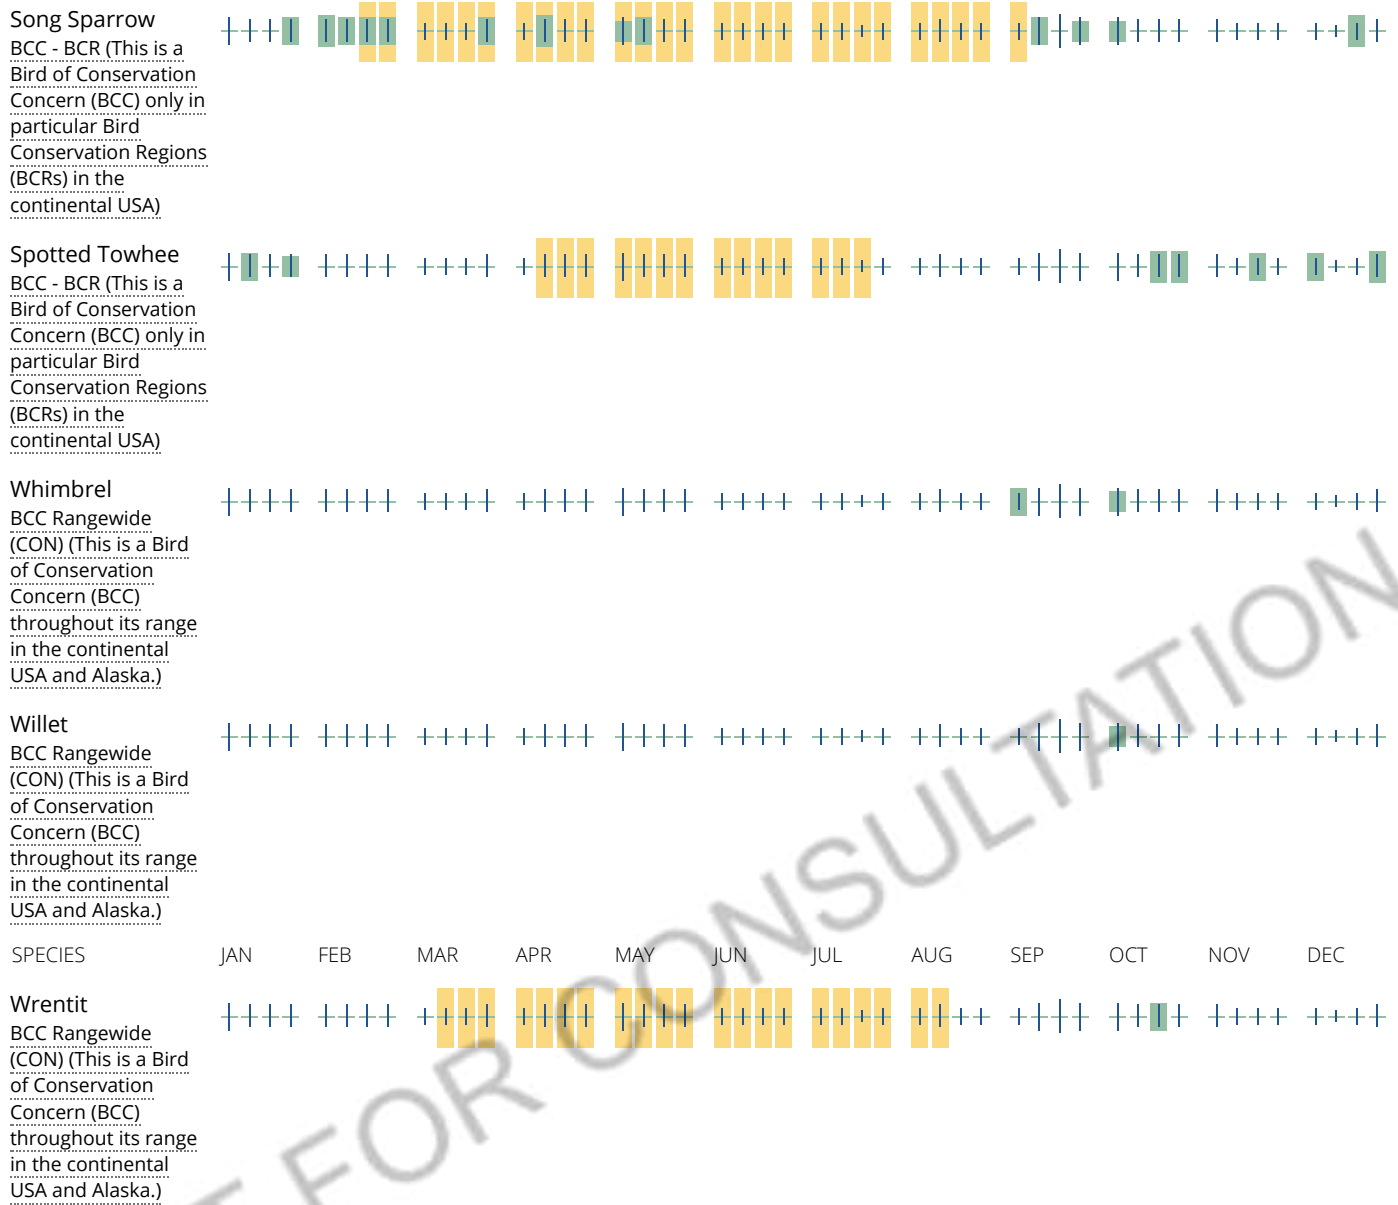 Song Sparrow
BCC - BCR (This is a
Bird of Conservation
Concern (BCC) only in
particular Bird
Conservation Regions
(BCRs) in the
continental USA)
Spotted Towhee
BCC - BCR (This is a
Bird of Conservation
Concern (BCC) only in
particular Bird
Conservation Regions
(BCRs) in the
continental USA)
Whimbrel
BCC Rangewide
(CON) (This is a Bird
of Conservation
Concern (BCC)
throughout its range
in the continental
USA and Alaska.)
Willet
BCC Rangewide
(CON) (This is a Bird
of Conservation
Concern (BCC)
throughout its range
in the continental
USA and Alaska.)
SPECIES JAN FEB MAR APR MAY JUN JUL AUG SEP OCT NOV DEC
Wrentit
BCC Rangewide
(CON) (This is a Bird
of Conservation
Concern (BCC)
throughout its range
in the continental
USA and Alaska.)
FOR CONSULTATION